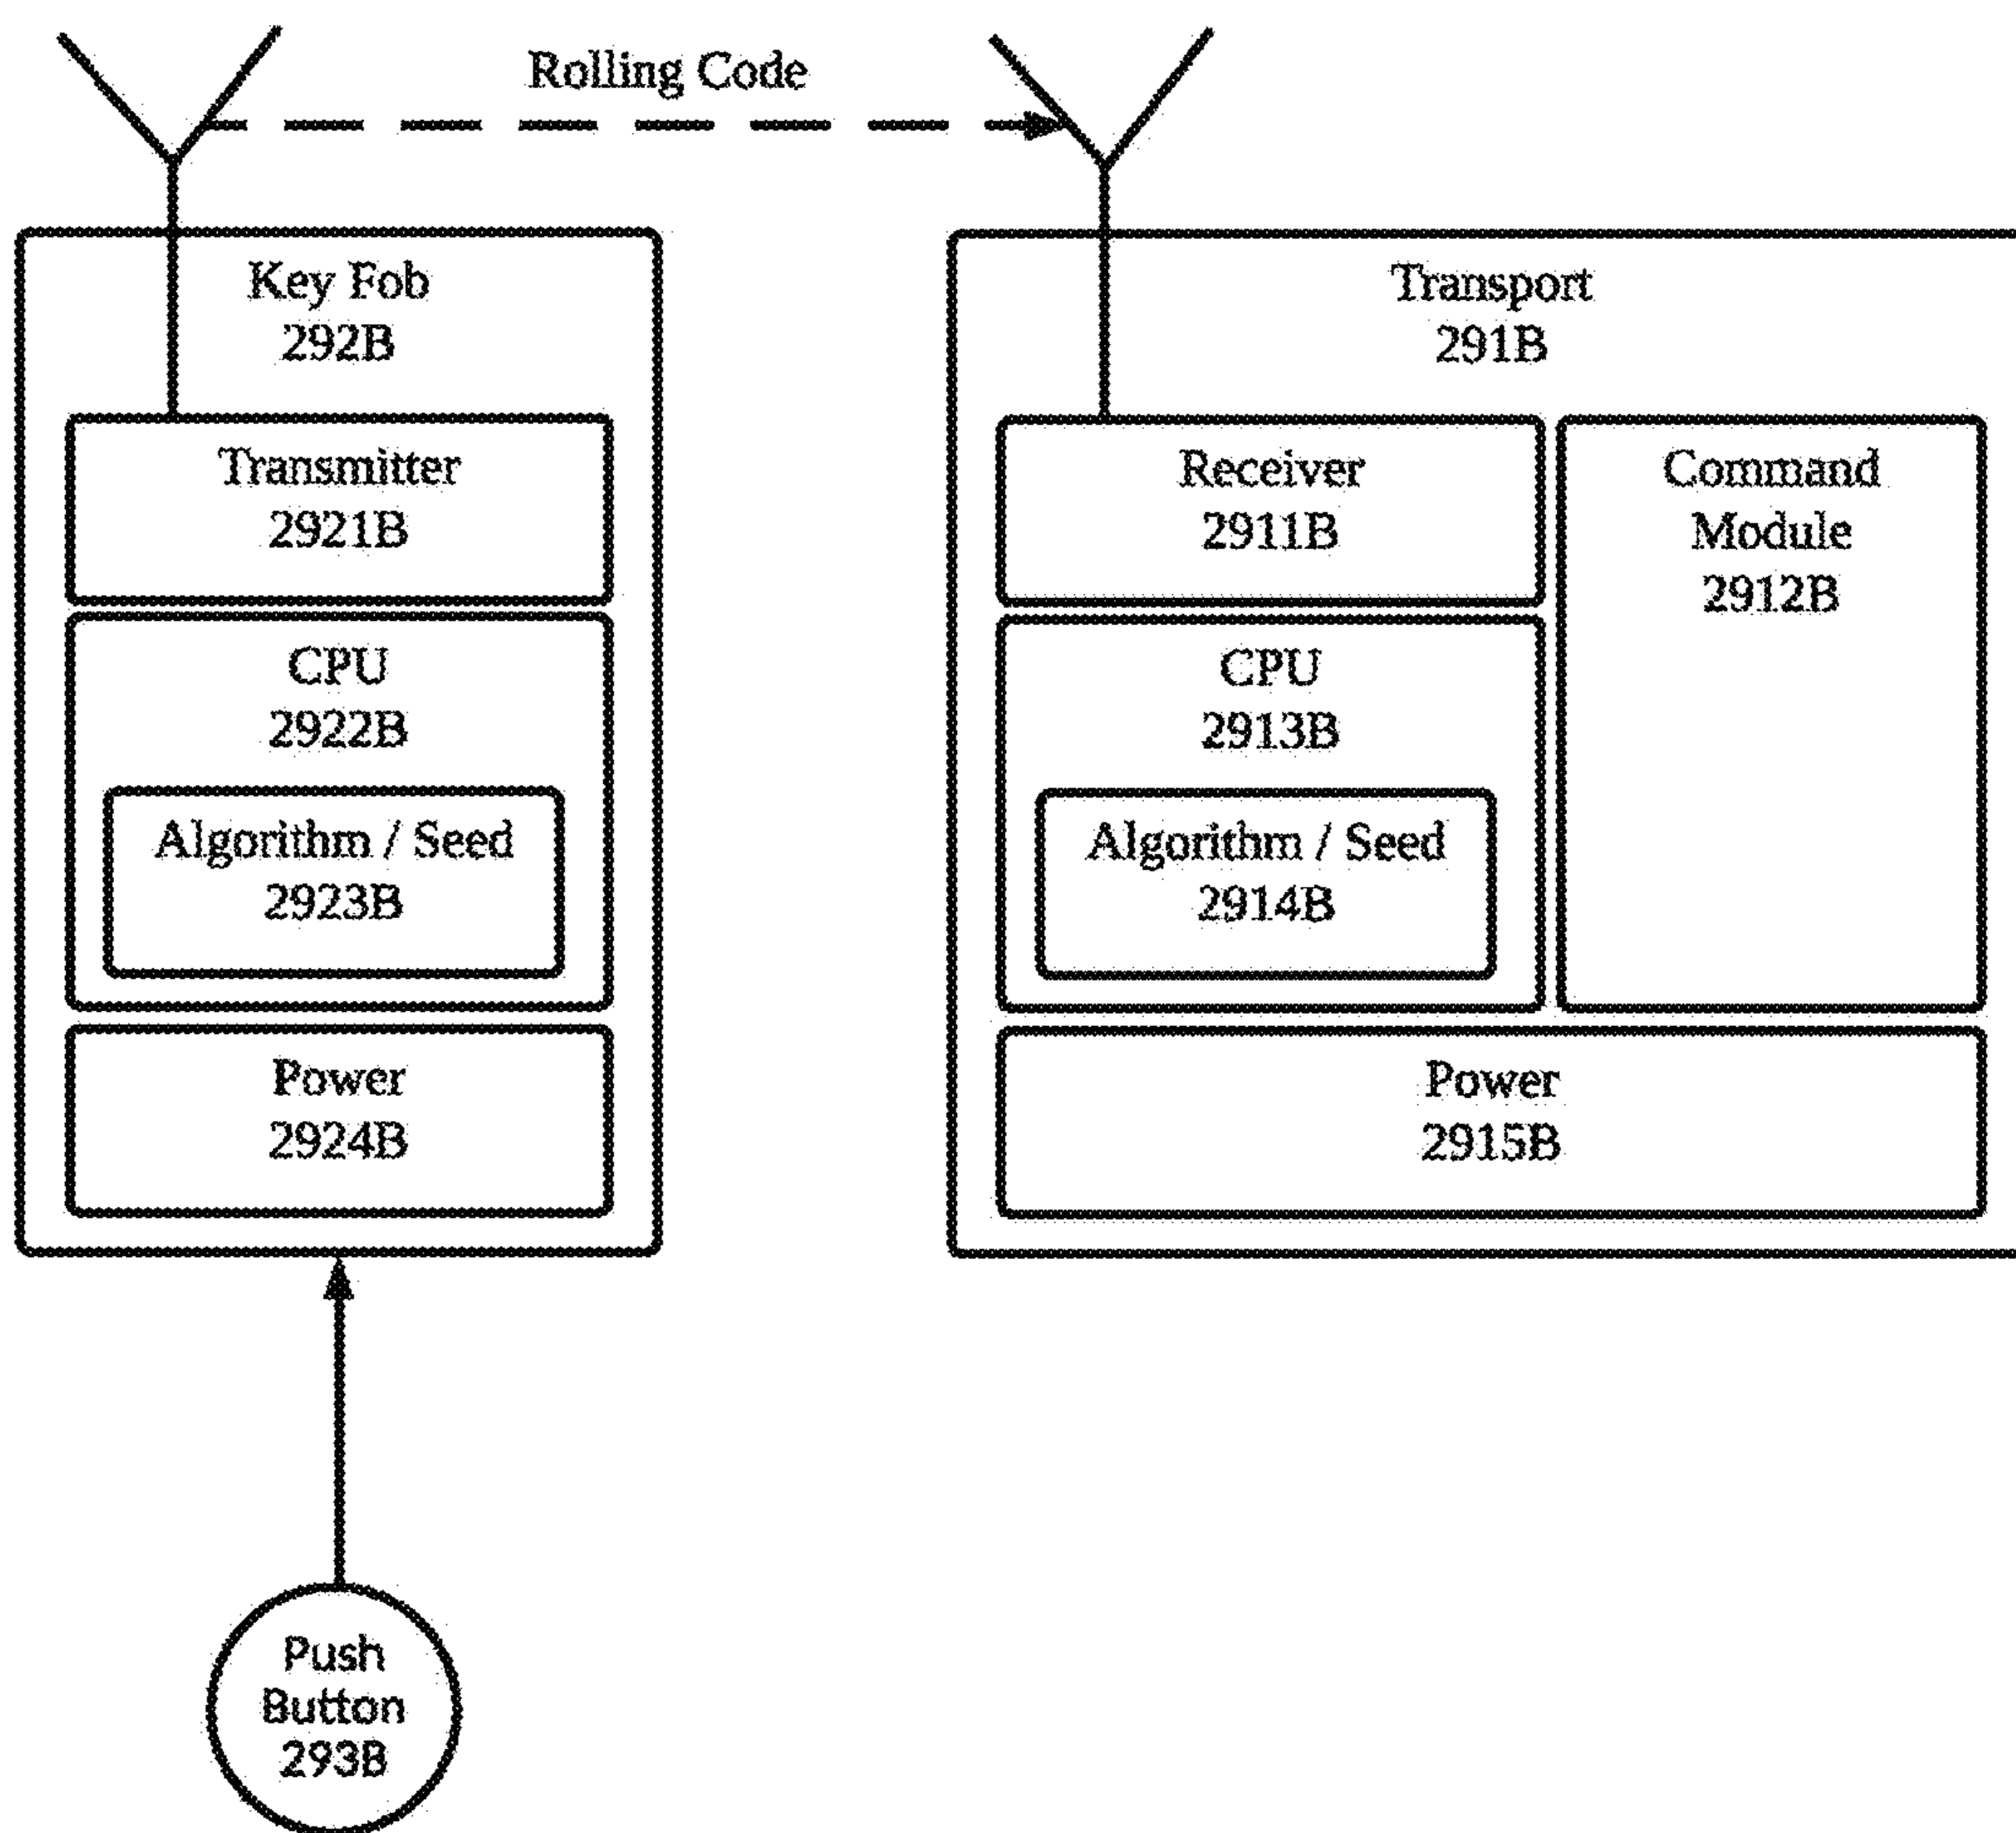 Rolling Code
Key Fob
292B
Transmitter
2921B
CPU
2922B
Algorithm / Seed
2923B
Power
2924B
Push
Button
293B
Transport
291B
Receiver
2911B
Command
Module
2912B
CPU
2913B
Algorithm / Seed
2914B
Power
2915B